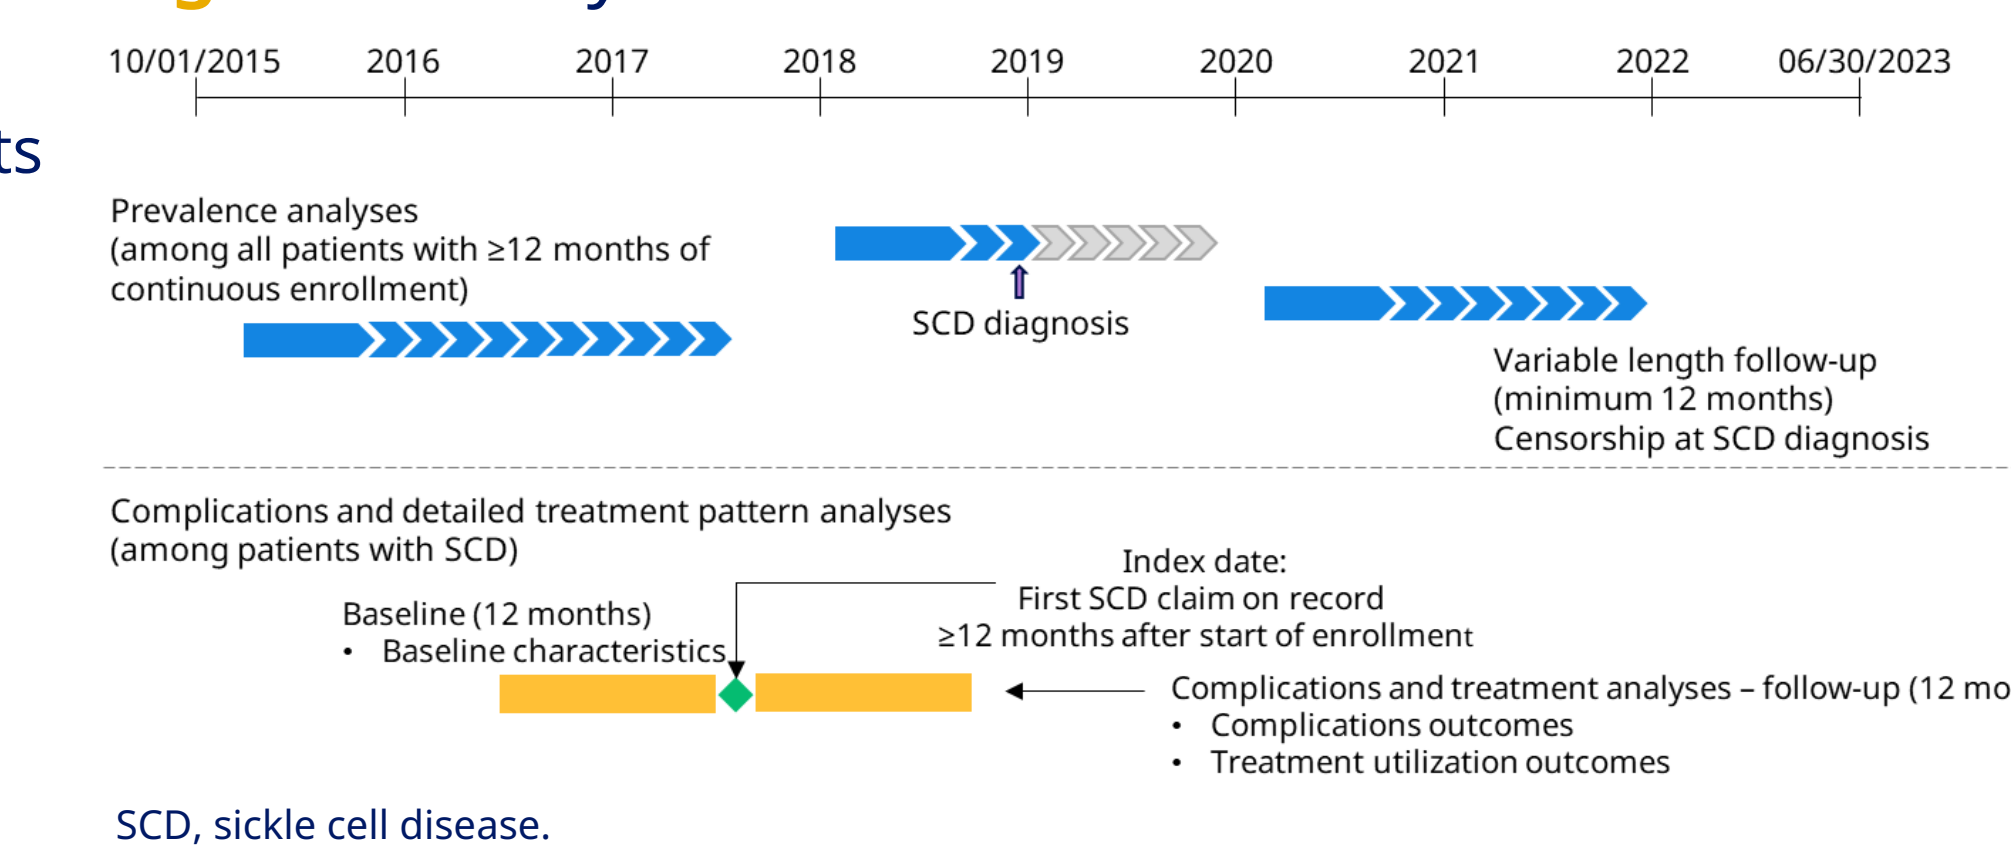 10/01/2015 2016 2017 2018 2019 2020 2021 2022 06/30/2023
ts
Prevalence analyses
(among all patients with ≥12 months of
continuous enrollment)
SCD diagnosis
Variable length follow-up
(minimum 12 months)
Censorship at SCD diagnosis
Complications and detailed treatment pattern analyses
(among patients with SCD)
Index date:
First SCD claim on record
≥12 months after start of enrollment
Baseline (12 months)
• Baseline characteristics
Complications and treatment analyses – follow-up (12 mo
• Complications outcomes
• Treatment utilization outcomes
SCD, sickle cell disease.